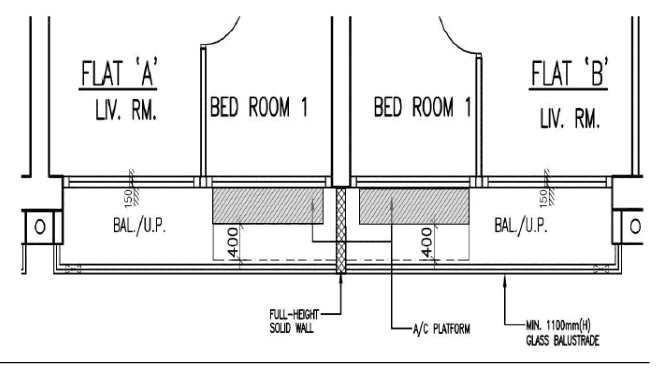 FLAT 'A'
LIV. RM.
BED ROOM 1
BED ROOM 1
FLAT 'B'
LIV. RM.
150
BAL./U.P.
400
400
BAL./U.P.
150
FULL-HEIGHT
SOLID WALL
A/C PLATFORM
MIN. 1100mm(H)
GLASS BALUSTRADE